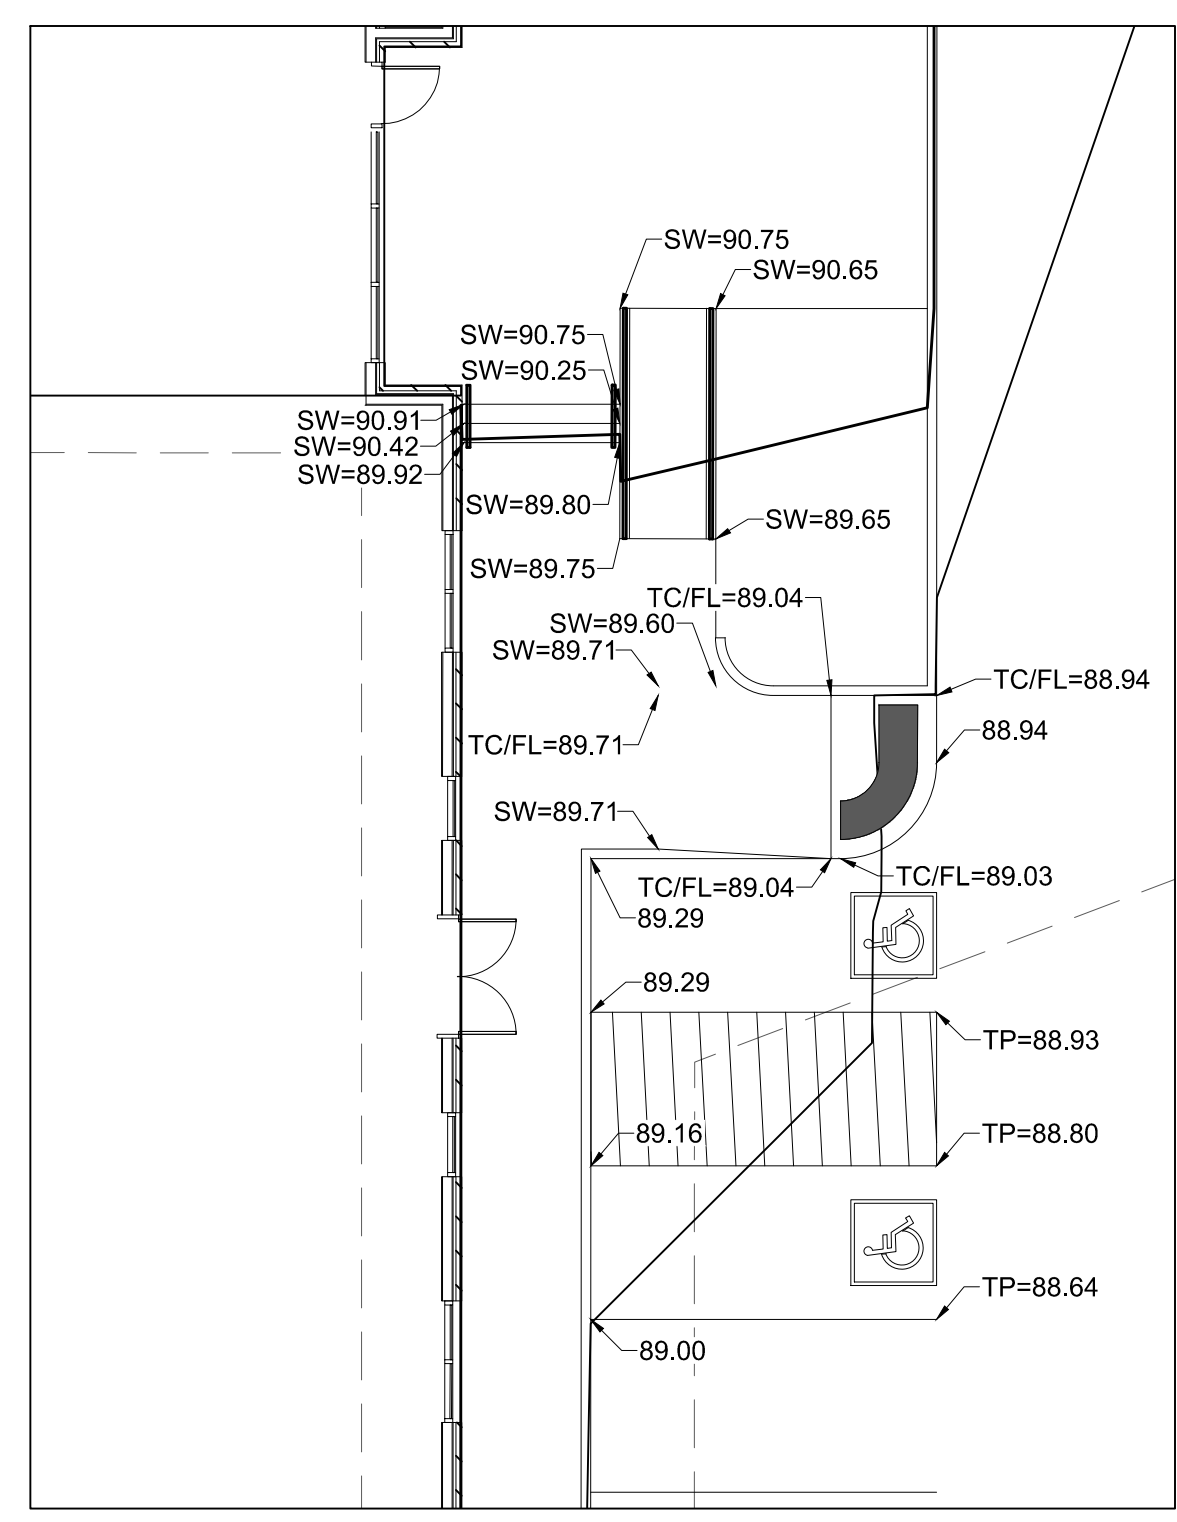 SW=90.75
SW=90.65
SW=90.75
SW=90.25
SW=90.91
SW=90.42
SW=89.92
SW=89.80
SW=89.65
SW=89.75
TC/FL=89.04
SW=89.60
SW=89.71
TC/FL=88.94
88.94
TC/FL=89.71
SW=89.71
TC/FL=89.03
TC/FL=89.04
89.29
89.29
TP=88.93
89.16
TP=88.80
TP=88.64
89.00